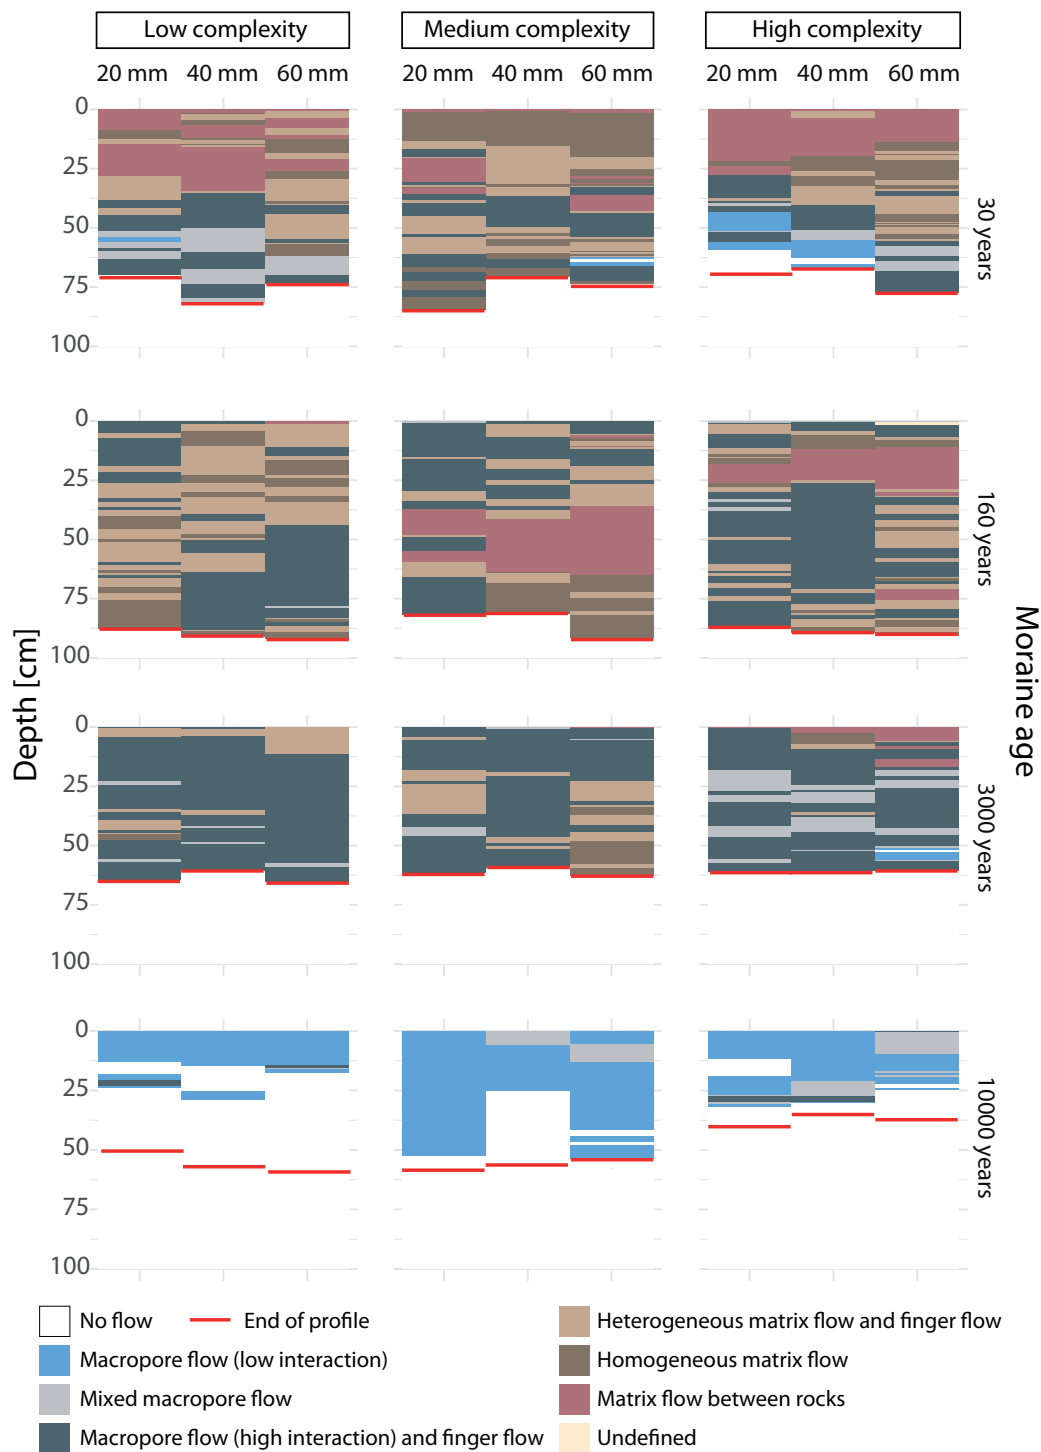 Low complexity
Medium complexity
High complexity
20 mm 40 mm 60 mm
20 mm 40 mm 60 mm
20 mm 40 mm 60 mm
0
25
50
75
100
30 years
0
25
50
75
100
160 years
0
25
50
75
100
3000 years
0
25
50
75
100
10000 years
Depth [cm]
Moraine age
No flow
End of profile
Macropore flow (low interaction)
Mixed macropore flow
Macropore flow (high interaction) and finger flow
Heterogeneous matrix flow and finger flow
Homogeneous matrix flow
Matrix flow between rocks
Undefined